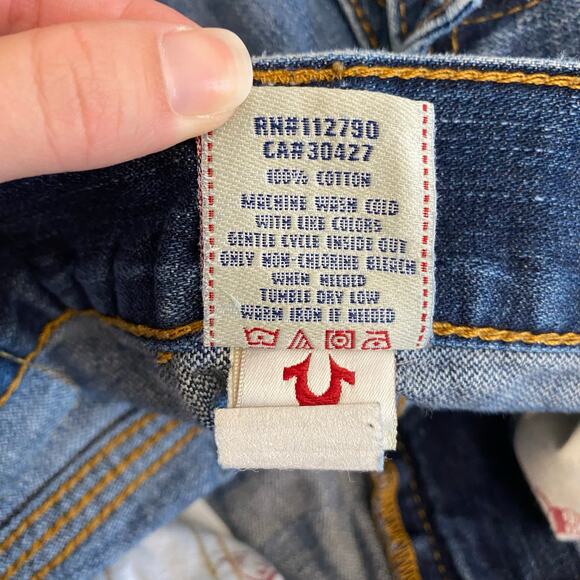 RN#112790
CA#30427
100% COTTON
MACHINE WASH COLD
WITH LIKE COLORS
GENTLE CYCLE INSIDE OUT
ONLY NON-CHLORINE BLEACH
WHEN NEEDED
TUMBLE DRY LOW
WARM IRON IF NEEDED